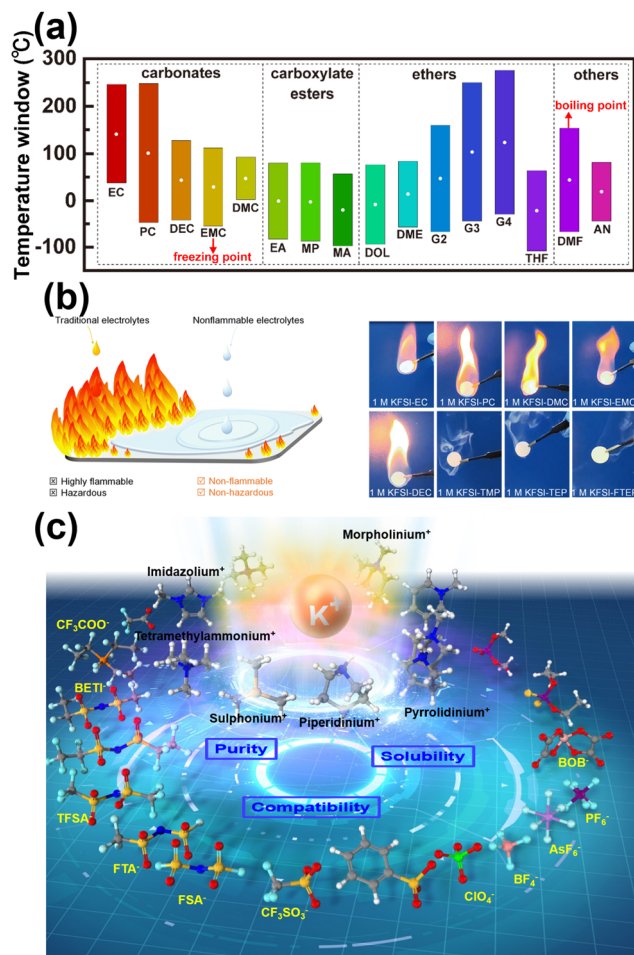 (a)
Temperature window (℃)
300
200
100
0
-100
carbonates
carboxylate
esters
ethers
others
boiling point
freezing point
EC
PC
DEC
EMC
DMC
EA
MP
MA
DOL
DME
G2
G3
G4
THF
DMF
AN
(b)
Traditional electrolytes
Nonflammable electrolytes
☒ Highly flammable
☒ Hazardous
☑ Non-flammable
☑ Non-hazardous
1 M KFSI-EC
1 M KFSI-PC
1 M KFSI-DMC
1 M KFSI-EMC
1 M KFSI-DEC
1 M KFSI-TMP
1 M KFSI-TEP
1 M KFSI-FTEP
(c)
Morpholinium⁺
Imidazolium⁺
K⁺
CF₃COO⁻
Tetramethylammonium⁺
BETI⁻
Sulphonium⁺
Piperidinium⁺
Pyrrolidinium⁺
Purity
Solubility
Compatibility
BOB⁻
TFSA⁻
PF₆⁻
AsF₆⁻
FTA⁻
BF₄⁻
FSA⁻
CF₃SO₃⁻
ClO₄⁻